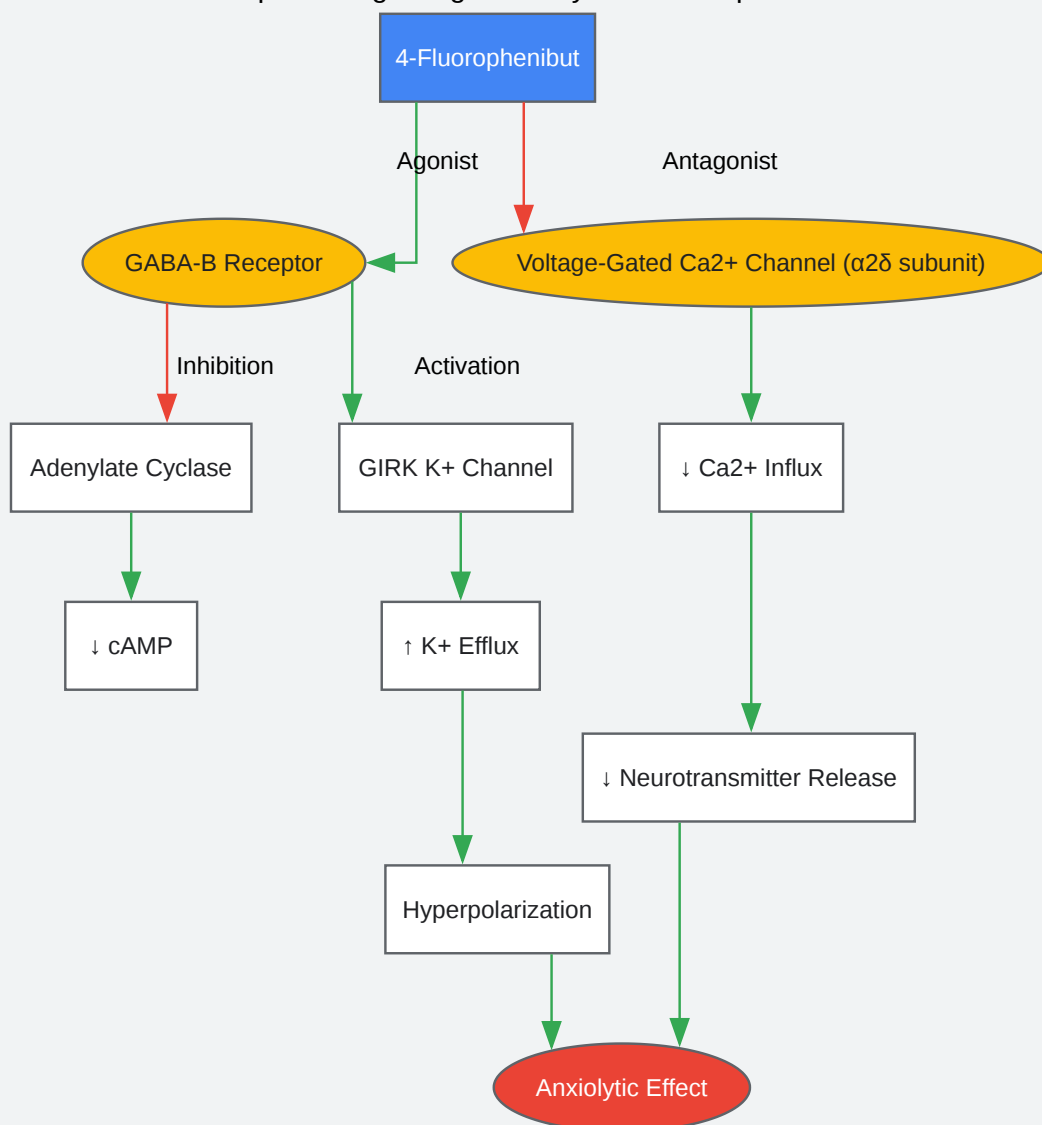 4-Fluorophenibut
Agonist
Antagonist
GABA-B Receptor
Voltage-Gated Ca2+ Channel (α2δ subunit)
Inhibition
Activation
Adenylate Cyclase
GIRK K+ Channel
↓ Ca2+ Influx
↓ cAMP
↑ K+ Efflux
↓ Neurotransmitter Release
Hyperpolarization
Anxiolytic Effect